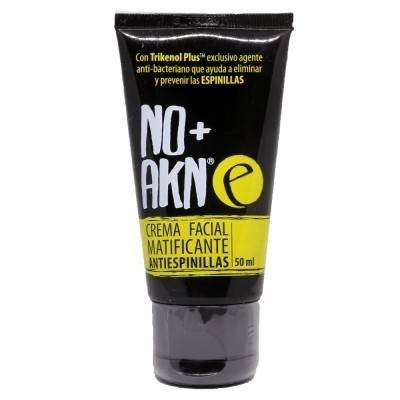 Con Trikenol Plus™ exclusivo agente
anti-bacteriano que ayuda a eliminar
y prevenir las ESPINILLAS
NO+
AKN® e
CREMA FACIAL
MATIFICANTE
ANTIESPINILLAS 50 ml